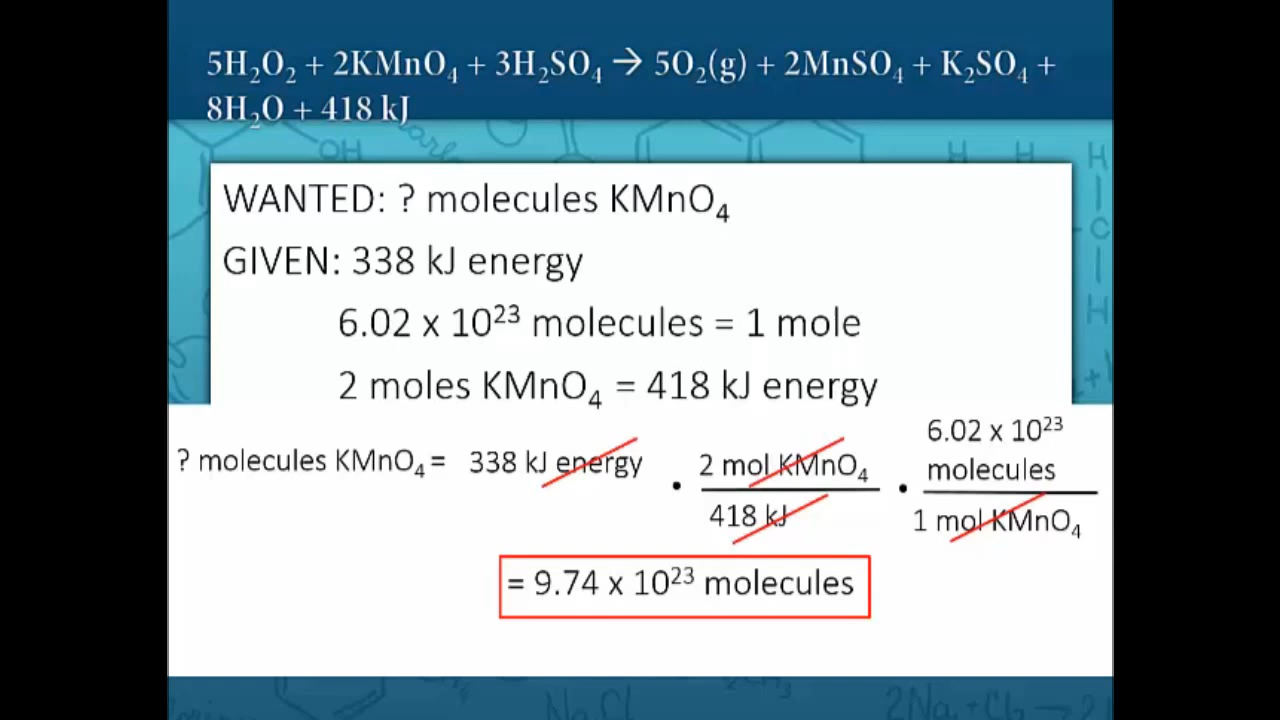 5H₂O₂ + 2KMnO₄ + 3H₂SO₄ → 5O₂(g) + 2MnSO₄ + K₂SO₄ +
8H₂O + 418 kJ
OH
H H H
C
H
WANTED: ? molecules KMnO₄
GIVEN: 338 kJ energy
6.02 x 10²³ molecules = 1 mole
2 moles KMnO₄ = 418 kJ energy
? molecules KMnO₄ = 338 kJ energy · 2 mol KMnO₄ / 418 kJ · 6.02 x 10²³ molecules / 1 mol KMnO₄
= 9.74 x 10²³ molecules
NaCl